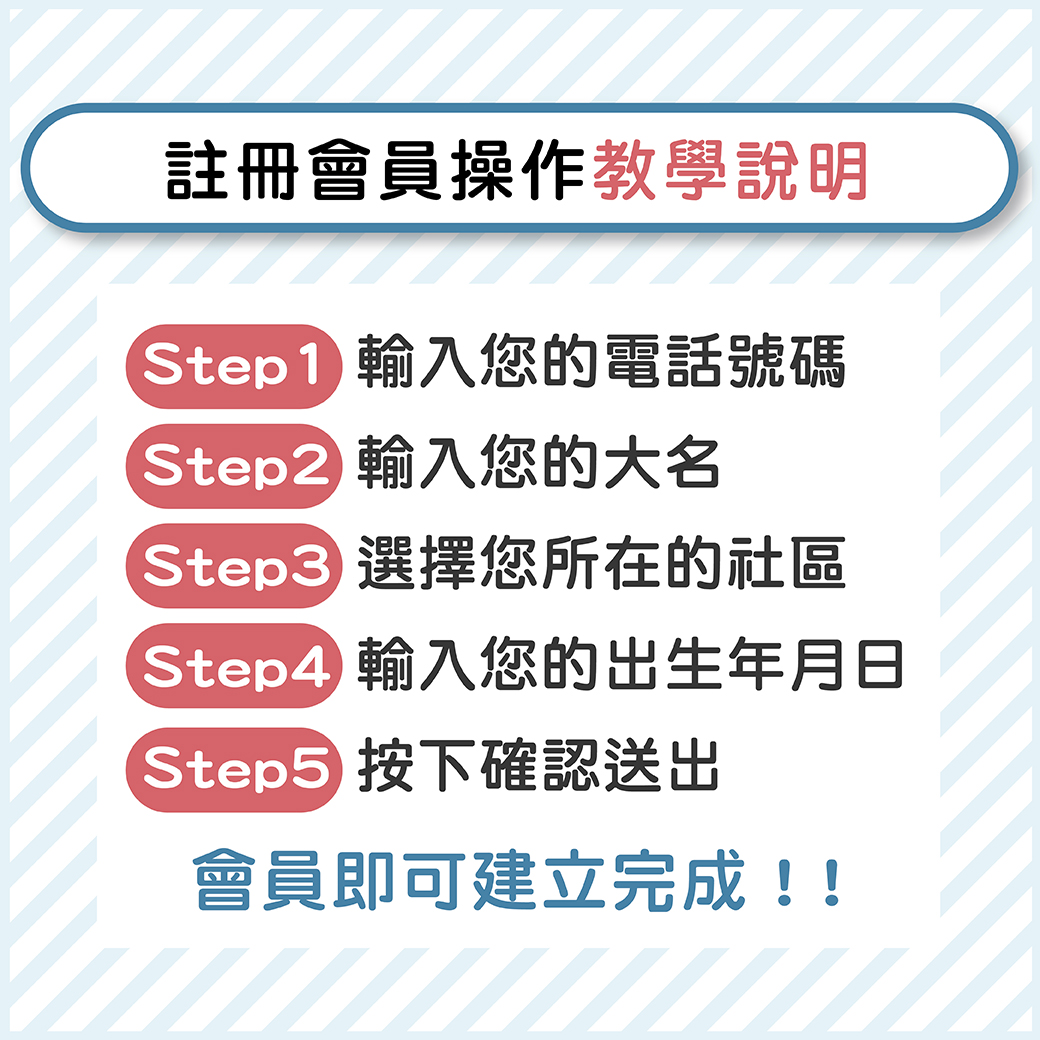 註冊會員操作教學說明
Step1 輸入您的電話號碼
Step2 輸入您的大名
Step3 選擇您所在的社區
Step4 輸入您的出生年月日
Step5 按下確認送出
會員即可建立完成！！